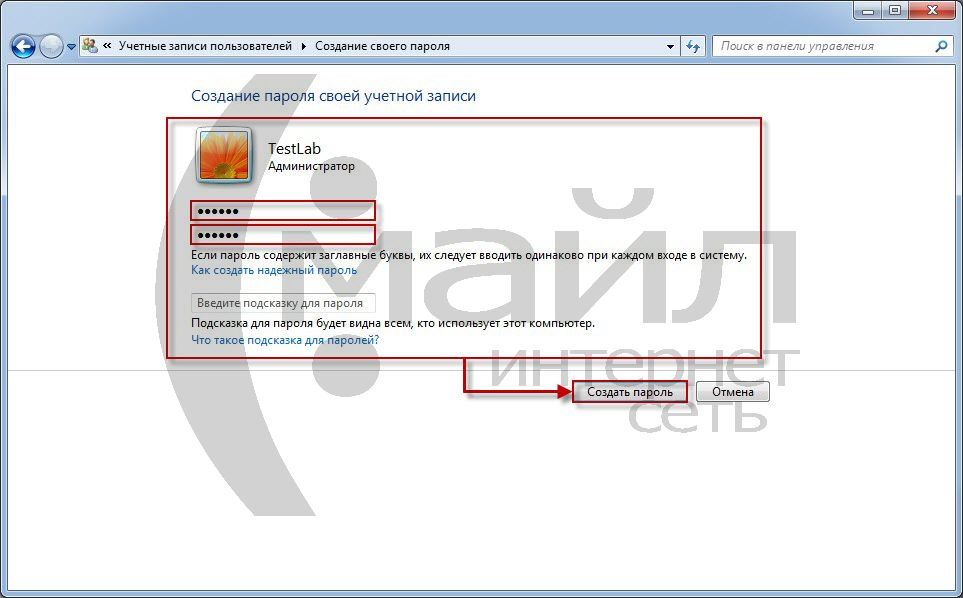 « Учетные записи пользователей Создание своего пароля
Поиск в панели управления
Создание пароля своей учетной записи
TestLab
Администратор
••••••
••••••
Если пароль содержит заглавные буквы, их следует вводить одинаково при каждом входе в систему.
Как создать надежный пароль
Введите подсказку для пароля
Подсказка для пароля будет видна всем, кто использует этот компьютер.
Что такое подсказка для паролей?
Создать пароль
Отмена
майл
интернет
сеть